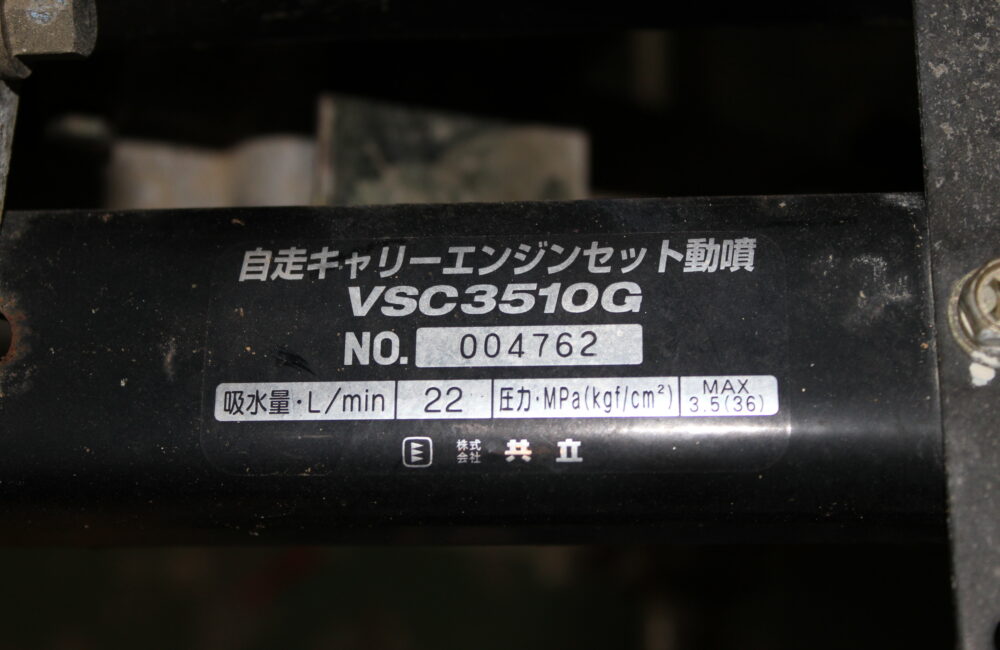 自走キャリーエンジンセット動噴
VSC3510G
NO. 004762
吸水量・L/min 22 圧力・MPa(kgf/cm²) MAX 3.5(36)
株式会社 共立